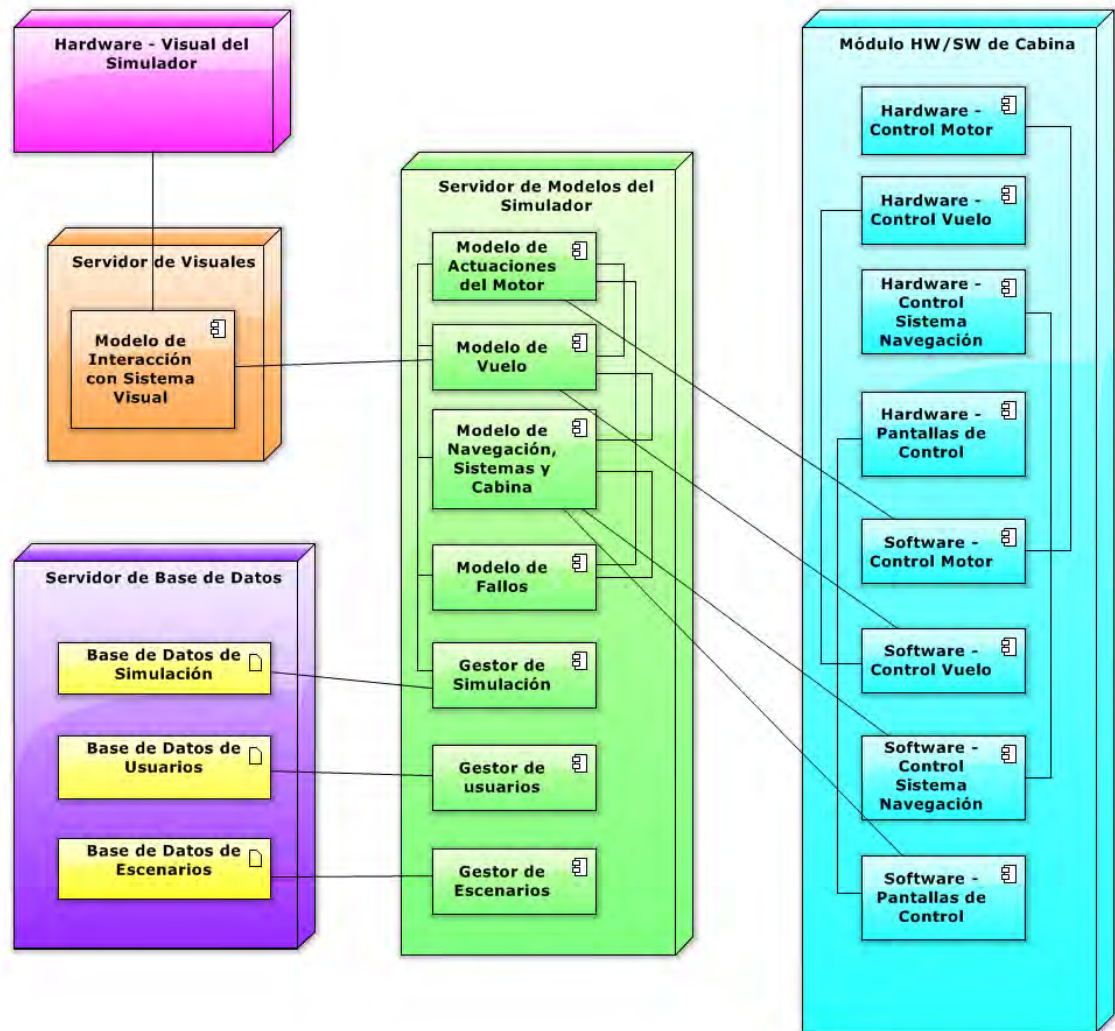 Hardware - Visual del
Simulador
Servidor de Visuales
Modelo de
Interacción
con Sistema
Visual
Servidor de Base de Datos
Base de Datos de
Simulación
Base de Datos de
Usuarios
Base de Datos de
Escenarios
Servidor de Modelos del
Simulador
Modelo de
Actuaciones
del Motor
Modelo de
Vuelo
Modelo de
Navegación,
Sistemas y
Cabina
Modelo de
Fallos
Gestor de
Simulación
Gestor de
usuarios
Gestor de
Escenarios
Módulo HW/SW de Cabina
Hardware -
Control Motor
Hardware -
Control Vuelo
Hardware -
Control
Sistema
Navegación
Hardware -
Pantallas de
Control
Software -
Control Motor
Software -
Control Vuelo
Software -
Control
Sistema
Navegación
Software -
Pantallas de
Control